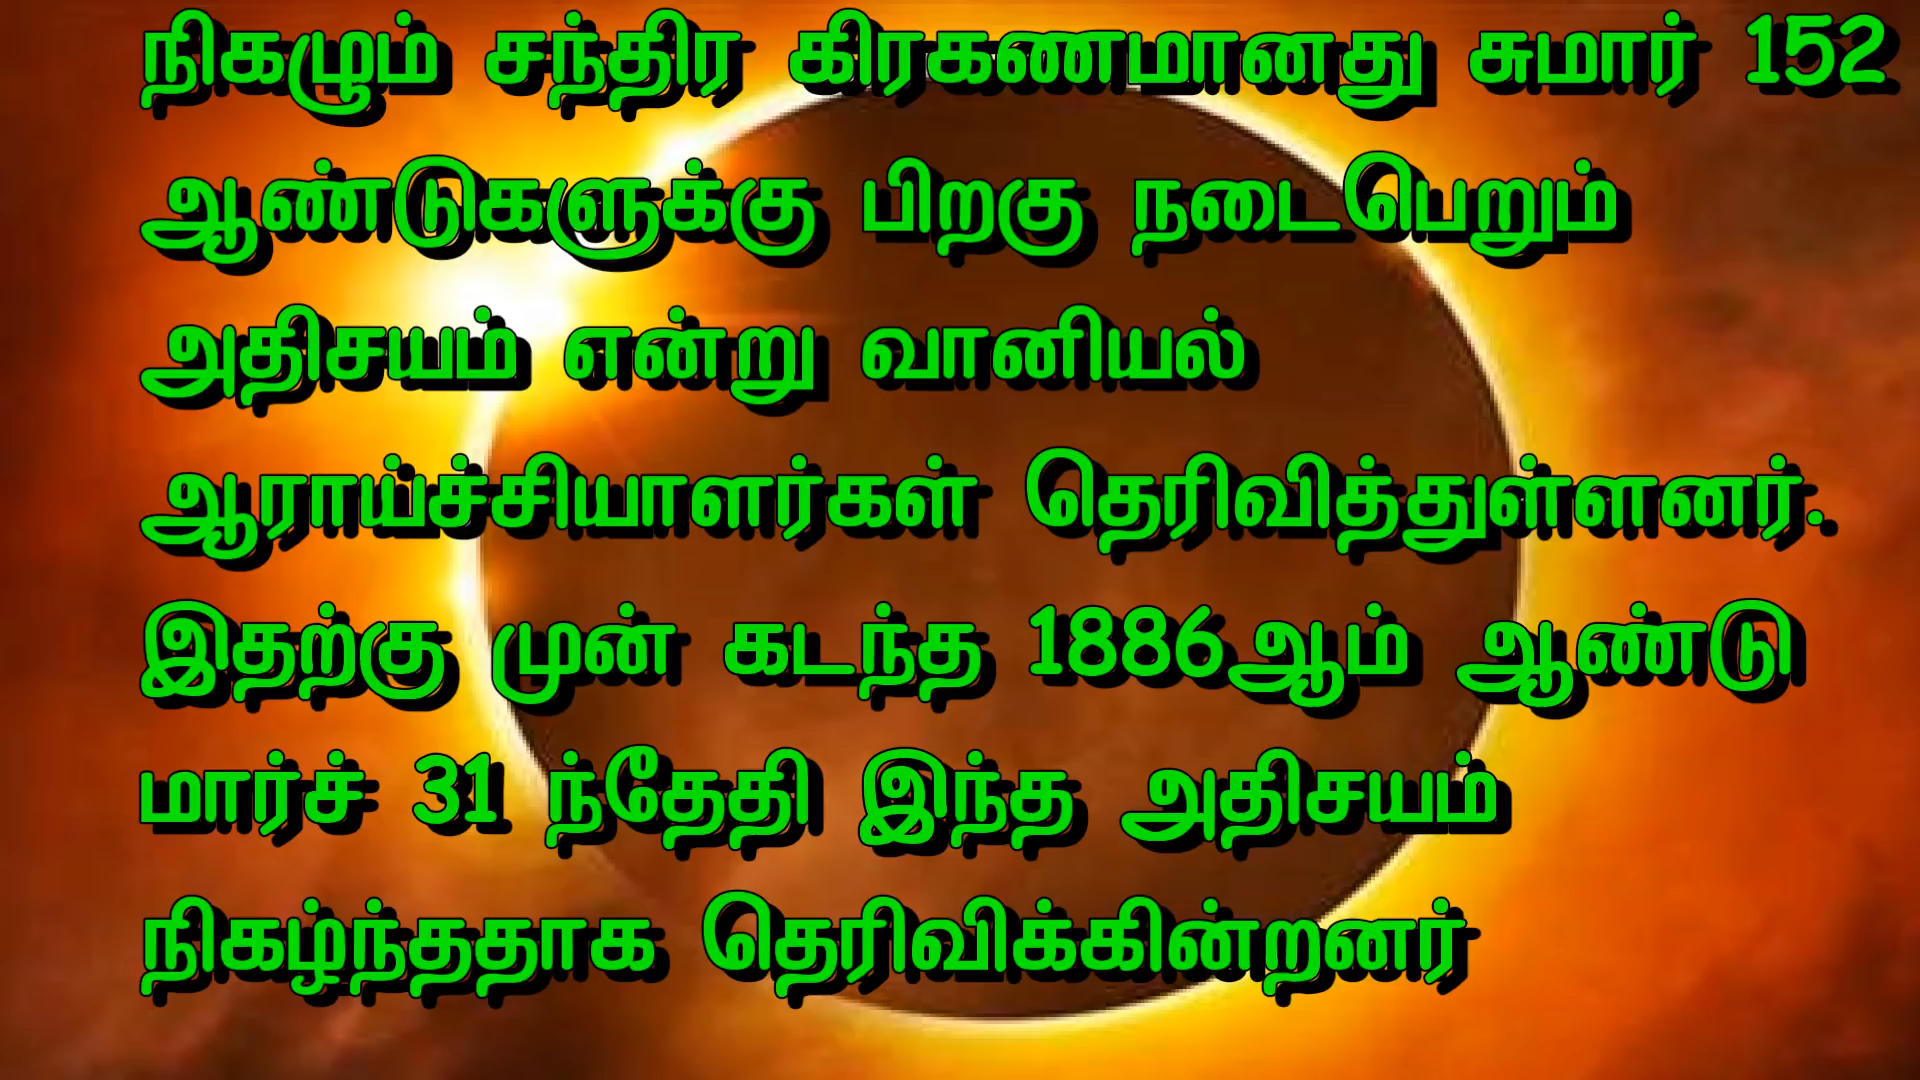 நிகழும் சந்திர கிரகணமானது சுமார் 152
ஆண்டுகளுக்கு பிறகு நடைபெறும்
அதிசயம் என்று வானியல்
ஆராய்ச்சியாளர்கள் தெரிவித்துள்ளனர்.
இதற்கு முன் கடந்த 1886ஆம் ஆண்டு
மார்ச் 31 ந்தேதி இந்த அதிசயம்
நிகழ்ந்ததாக தெரிவிக்கின்றனர்